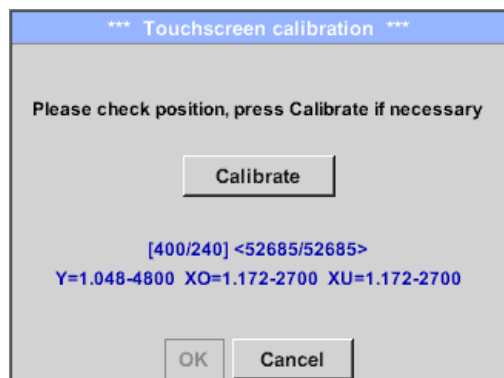 *** Touchscreen calibration ***
Please check position, press Calibrate if necessary
Calibrate
[400/240] <52685/52685>
Y=1.048-4800 XO=1.172-2700 XU=1.172-2700
OK Cancel